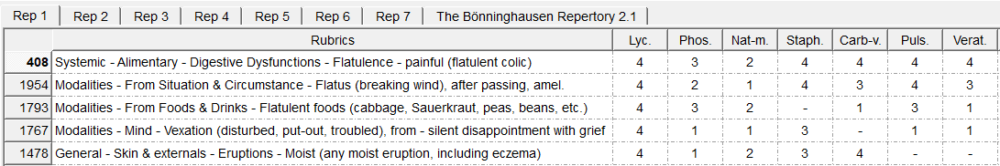 Rep 1 Rep 2 Rep 3 Rep 4 Rep 5 Rep 6 Rep 7 The Bönninghausen Repertory 2.1
Rubrics Lyc. Phos. Nat-m. Staph. Carb-v. Puls. Verat.
408 Systemic - Alimentary - Digestive Dysfunctions - Flatulence - painful (flatulent colic) 4 3 2 4 4 4 4
1954 Modalities - From Situation & Circumstance - Flatus (breaking wind), after passing, amel. 4 2 1 4 3 4 3
1793 Modalities - From Foods & Drinks - Flatulent foods (cabbage, Sauerkraut, peas, beans, etc.) 4 3 2 - 1 3 1
1767 Modalities - Mind - Vexation (disturbed, put-out, troubled), from - silent disappointment with grief 4 1 1 3 - 1 1
1478 General - Skin & externals - Eruptions - Moist (any moist eruption, including eczema) 4 1 2 3 4 - -